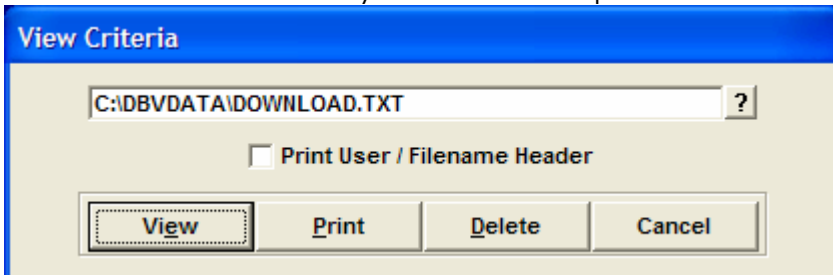 View Criteria
C:\DBVDATA\DOWNLOAD.TXT ?
Print User / Filename Header
View Print Delete Cancel